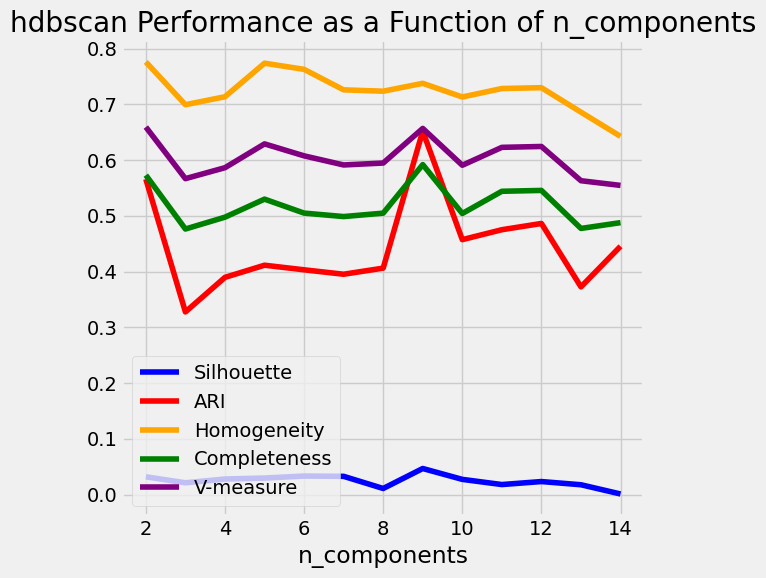 hdbscan Performance as a Function of n_components
0.8
0.7
0.6
0.5
0.4
0.3
0.2
0.1
0.0
Silhouette
ARI
Homogeneity
Completeness
V-measure
2 4 6 8 10 12 14
n_components